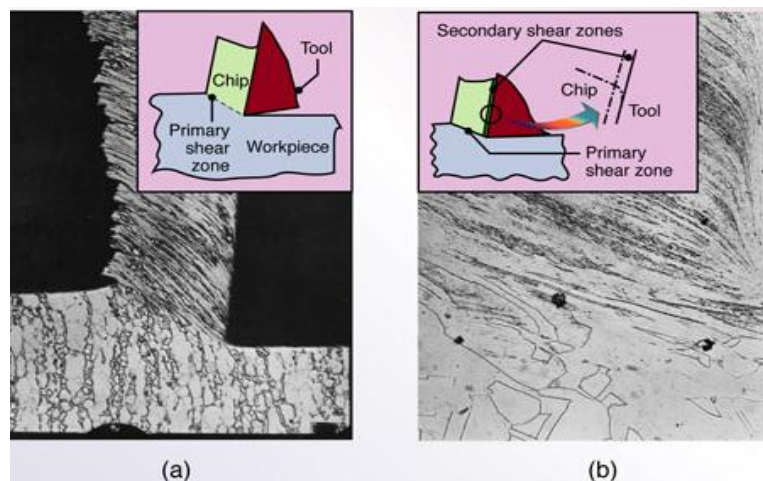 Chip
Tool
Primary
shear
zone
Workpiece
Secondary shear zones
Chip
Tool
Primary
shear zone
(a)
(b)